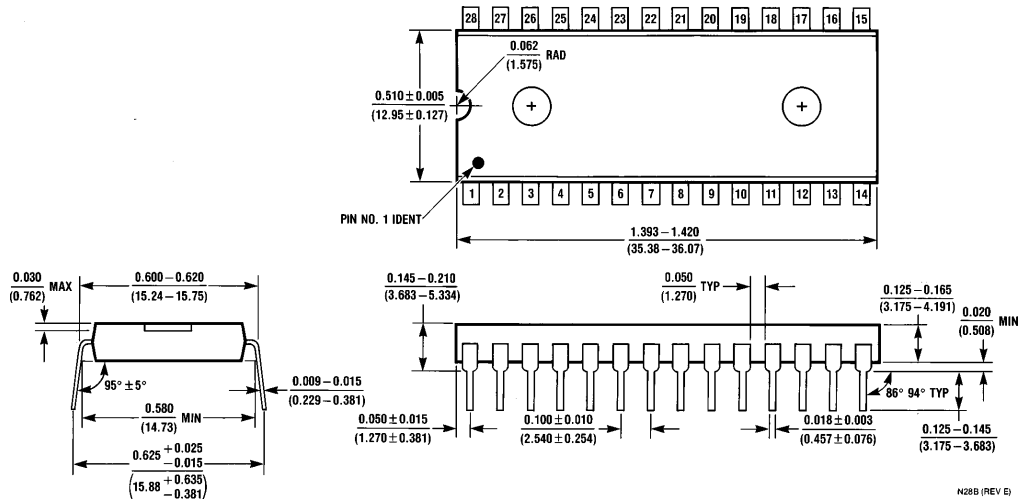 28 27 26 25 24 23 22 21 20 19 18 17 16 15
0.062
(1.575)
RAD
0.510 ± 0.005
(12.95 ± 0.127)
PIN NO. 1 IDENT
1 2 3 4 5 6 7 8 9 10 11 12 13 14
1.393 – 1.420
(35.38 – 36.07)
0.030
(0.762)
MAX
0.600 – 0.620
(15.24 – 15.75)
95° ± 5°
0.580
(14.73)
MIN
0.009 – 0.015
(0.229 – 0.381)
0.625 + 0.025
– 0.015
(15.88 + 0.635
– 0.381)
0.145 – 0.210
(3.683 – 5.334)
0.050
(1.270)
TYP
0.125 – 0.165
(3.175 – 4.191)
0.020
(0.508)
MIN
86° 94° TYP
0.050 ± 0.015
(1.270 ± 0.381)
0.100 ± 0.010
(2.540 ± 0.254)
0.018 ± 0.003
(0.457 ± 0.076)
0.125 - 0.145
(3.175 – 3.683)
N28B (REV E)